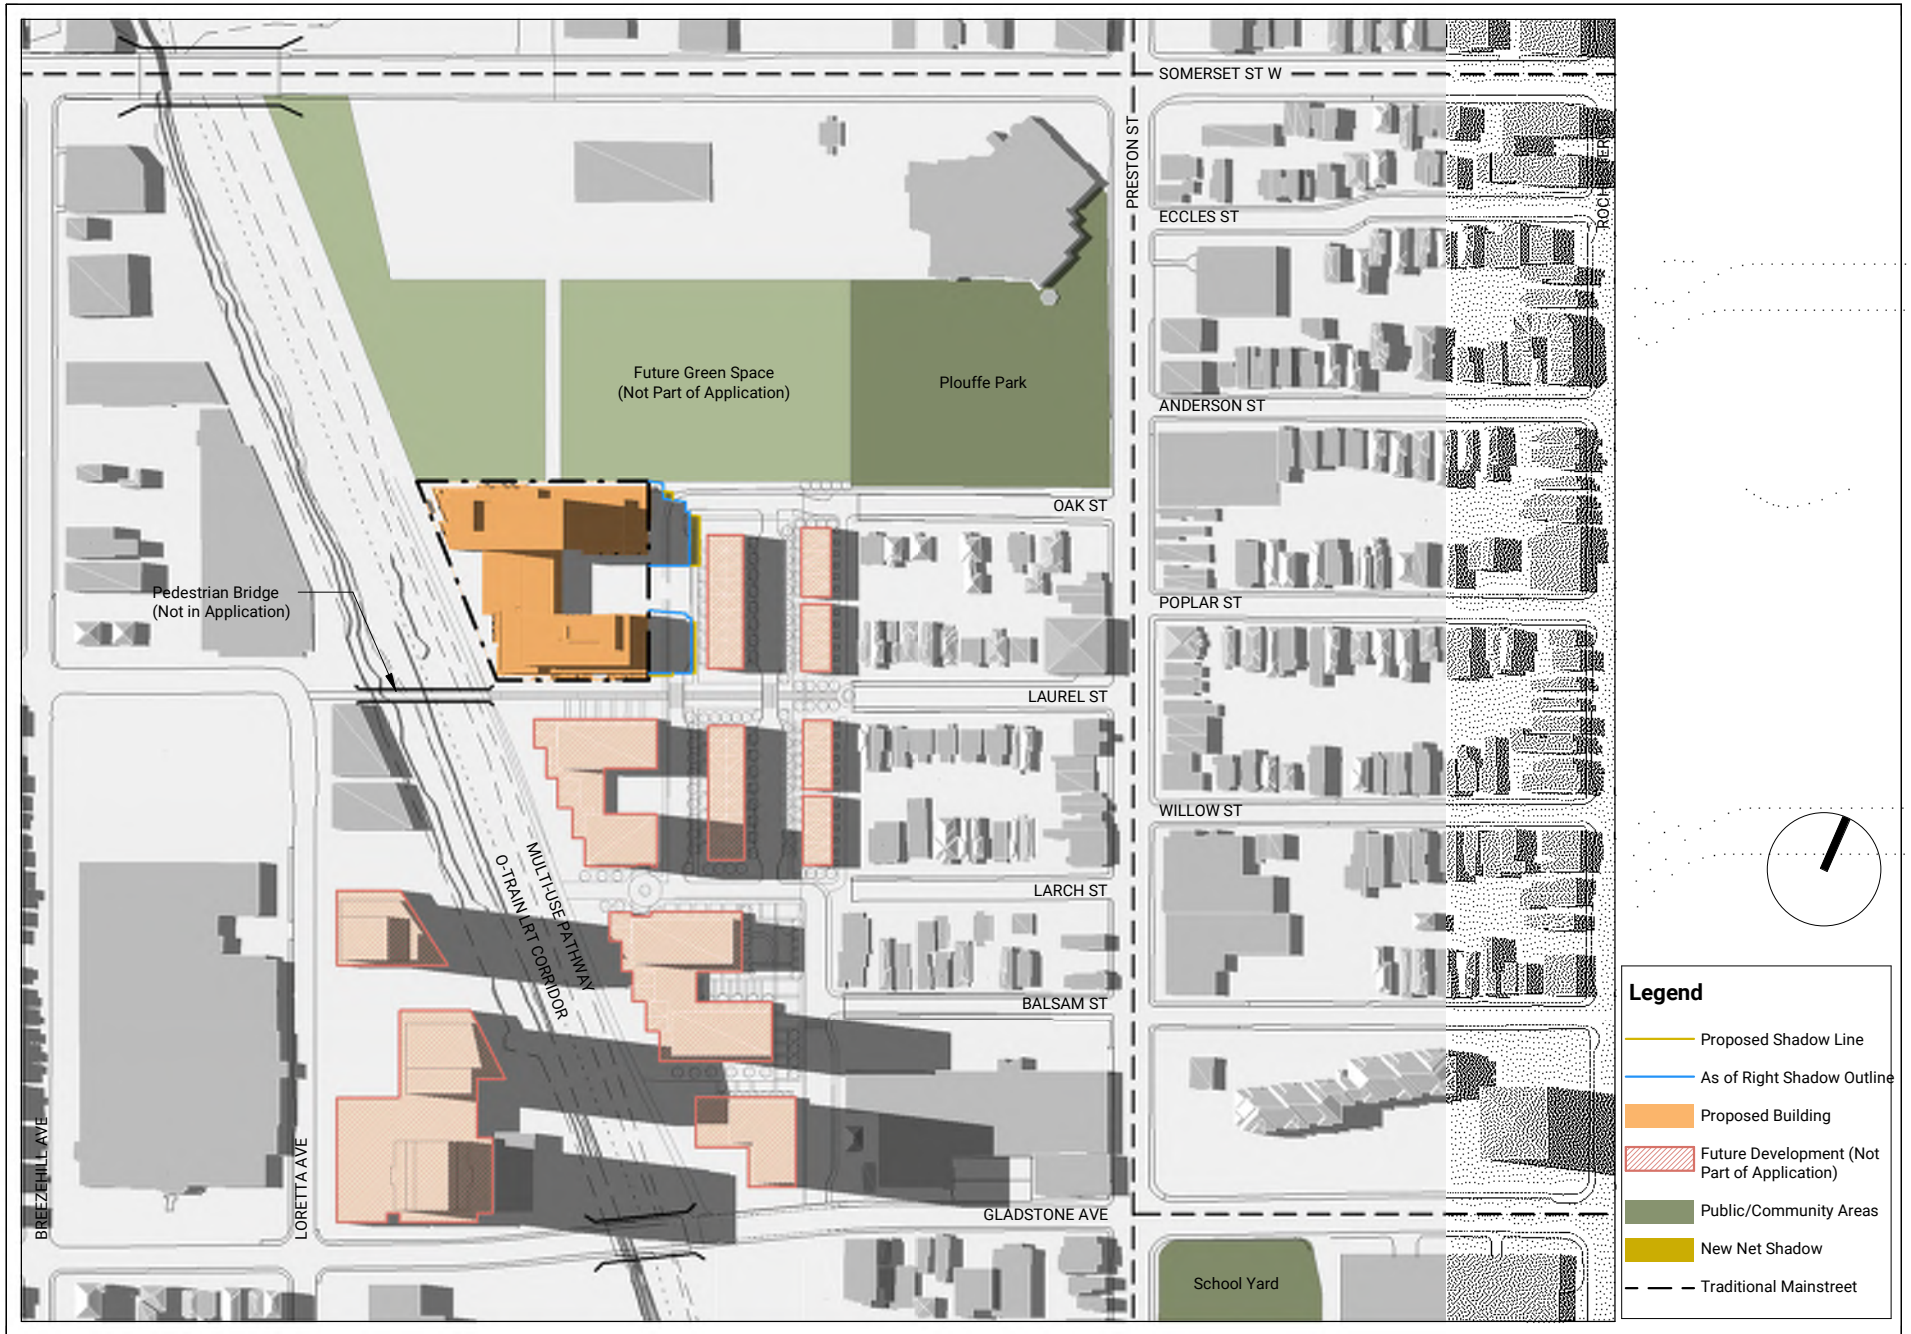 SOMERSET ST W
PRESTON ST
ROCHESTER ST
ECCLES ST
Future Green Space
(Not Part of Application)
Plouffe Park
ANDERSON ST
OAK ST
Pedestrian Bridge
(Not in Application)
POPLAR ST
LAUREL ST
WILLOW ST
MULTI-USE PATHWAY
O-TRAIN LRT CORRIDOR
LARCH ST
BALSAM ST
BREEZEHILL AVE
LORETTA AVE
GLADSTONE AVE
School Yard
Legend
Proposed Shadow Line
As of Right Shadow Outline
Proposed Building
Future Development (Not
Part of Application)
Public/Community Areas
New Net Shadow
Traditional Mainstreet